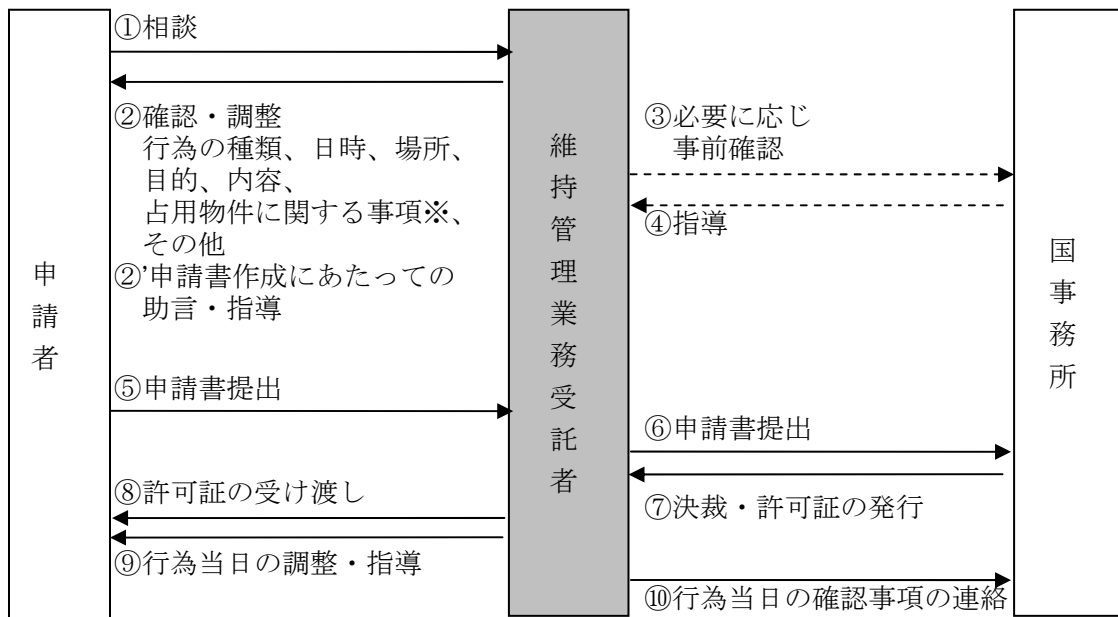 申請者
①相談
②確認・調整
行為の種類、日時、場所、
目的、内容、
占用物件に関する事項※、
その他
②’申請書作成にあたっての
助言・指導
⑤申請書提出
⑧許可証の受け渡し
⑨行為当日の調整・指導
維持管理業務受託者
③必要に応じ
事前確認
④指導
⑥申請書提出
⑦決裁・許可証の発行
⑩行為当日の確認事項の連絡
国事務所